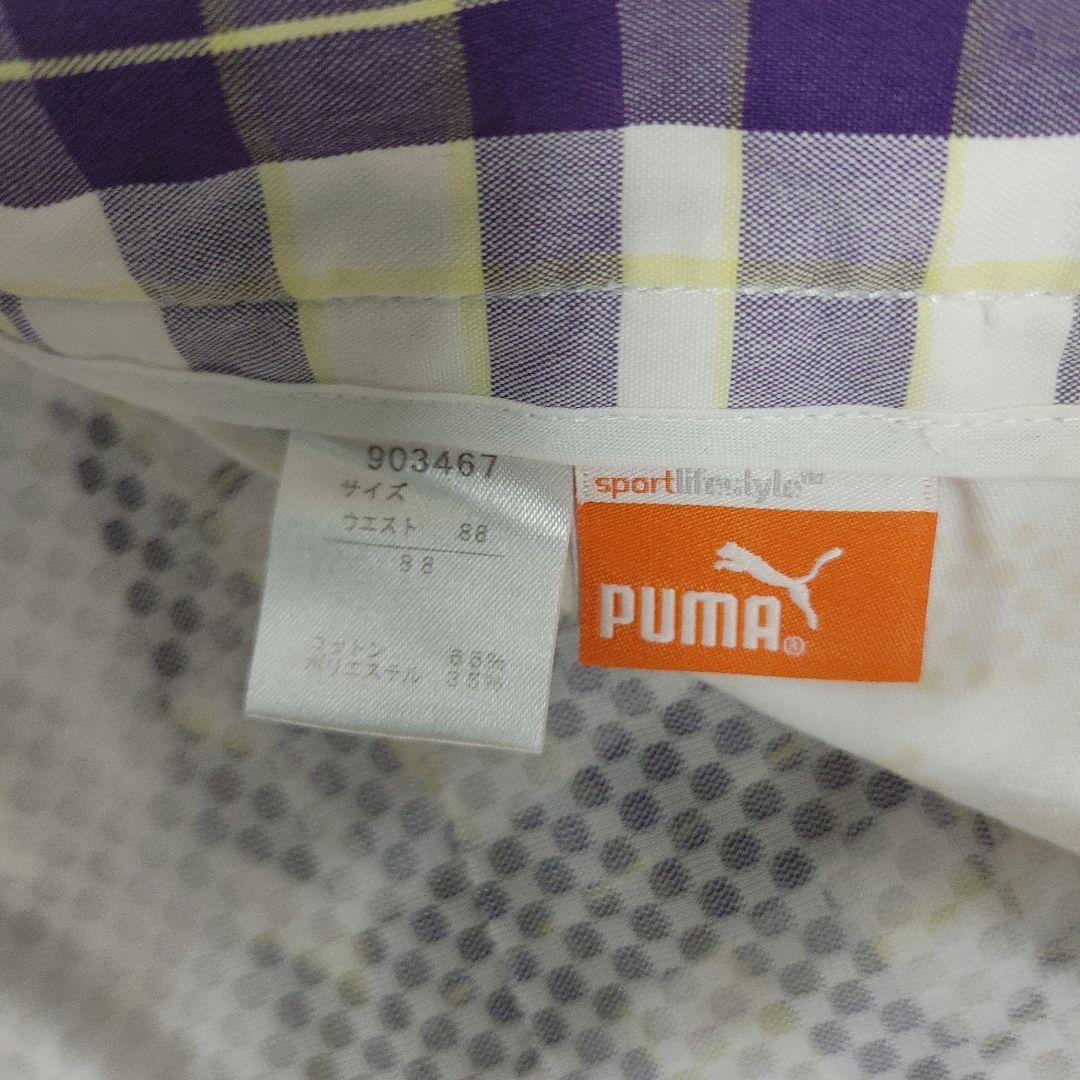 903467
サイズ
ウエスト 88
88
コットン 65%
ポリエステル 35%
sportlifestyle™
PUMA®